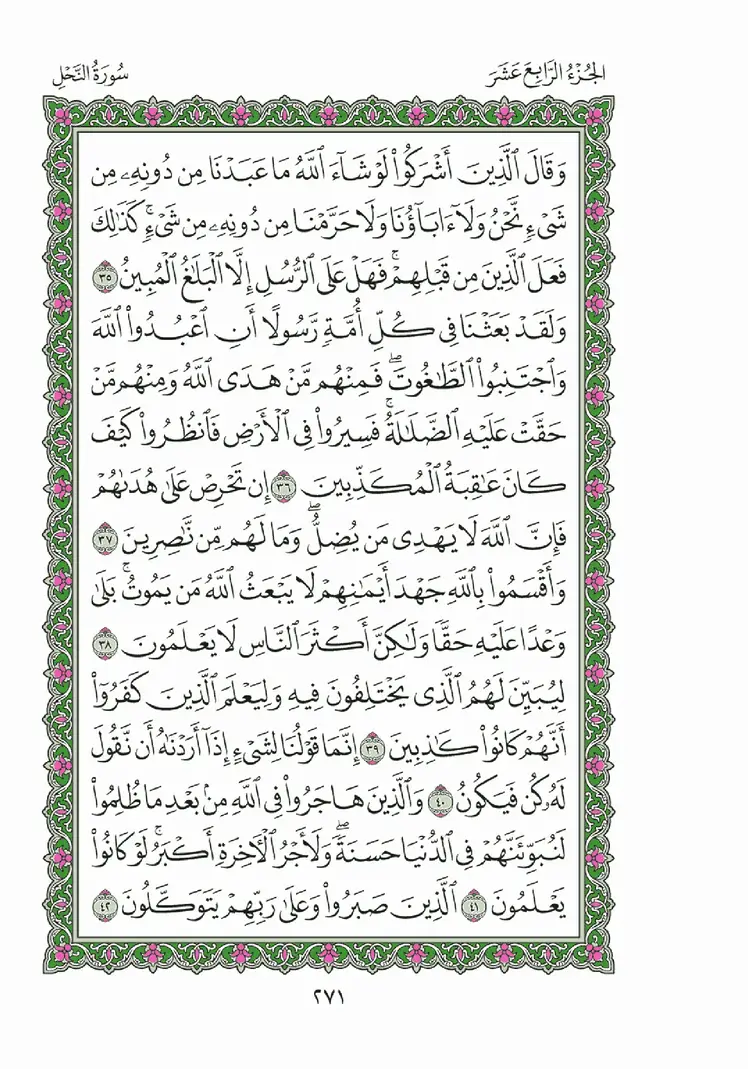 الجُزْءُ الرَّابِعَ عَشَرَ
سُورَةُ النَّحْلِ
وَقَالَ ٱلَّذِينَ أَشْرَكُوا۟ لَوْ شَآءَ ٱللَّهُ مَا عَبَدْنَا مِن دُونِهِۦ مِن
شَىْءٍ نَّحْنُ وَلَآ ءَابَآؤُنَا وَلَا حَرَّمْنَا مِن دُونِهِۦ مِن شَىْءٍ ۚ كَذَٰلِكَ
فَعَلَ ٱلَّذِينَ مِن قَبْلِهِمْ ۚ فَهَلْ عَلَى ٱلرُّسُلِ إِلَّا ٱلْبَلَٰغُ ٱلْمُبِينُ ٣٥
وَلَقَدْ بَعَثْنَا فِى كُلِّ أُمَّةٍ رَّسُولًا أَنِ ٱعْبُدُوا۟ ٱللَّهَ
وَٱجْتَنِبُوا۟ ٱلطَّٰغُوتَ ۖ فَمِنْهُم مَّنْ هَدَى ٱللَّهُ وَمِنْهُم مَّنْ
حَقَّتْ عَلَيْهِ ٱلضَّلَٰلَةُ ۚ فَسِيرُوا۟ فِى ٱلْأَرْضِ فَٱنظُرُوا۟ كَيْفَ
كَانَ عَٰقِبَةُ ٱلْمُكَذِّبِينَ ٣٦ إِن تَحْرِصْ عَلَىٰ هُدَىٰهُمْ
فَإِنَّ ٱللَّهَ لَا يَهْدِى مَن يُضِلُّ ۖ وَمَا لَهُم مِّن نَّٰصِرِينَ ٣٧
وَأَقْسَمُوا۟ بِٱللَّهِ جَهْدَ أَيْمَٰنِهِمْ لَا يَبْعَثُ ٱللَّهُ مَن يَمُوتُ ۚ بَلَىٰ
وَعْدًا عَلَيْهِ حَقًّا وَلَٰكِنَّ أَكْثَرَ ٱلنَّاسِ لَا يَعْلَمُونَ ٣٨
لِيُبَيِّنَ لَهُمُ ٱلَّذِى يَخْتَلِفُونَ فِيهِ وَلِيَعْلَمَ ٱلَّذِينَ كَفَرُوٓا۟
أَنَّهُمْ كَانُوا۟ كَٰذِبِينَ ٣٩ إِنَّمَا قَوْلُنَا لِشَىْءٍ إِذَآ أَرَدْنَٰهُ أَن نَّقُولَ
لَهُۥ كُن فَيَكُونُ ٤٠ وَٱلَّذِينَ هَاجَرُوا۟ فِى ٱللَّهِ مِنۢ بَعْدِ مَا ظُلِمُوا۟
لَنُبَوِّئَنَّهُمْ فِى ٱلدُّنْيَا حَسَنَةً ۖ وَلَأَجْرُ ٱلْـَٔاخِرَةِ أَكْبَرُ ۚ لَوْ كَانُوا۟
يَعْلَمُونَ ٤١ ٱلَّذِينَ صَبَرُوا۟ وَعَلَىٰ رَبِّهِمْ يَتَوَكَّلُونَ ٤٢
٢٧١